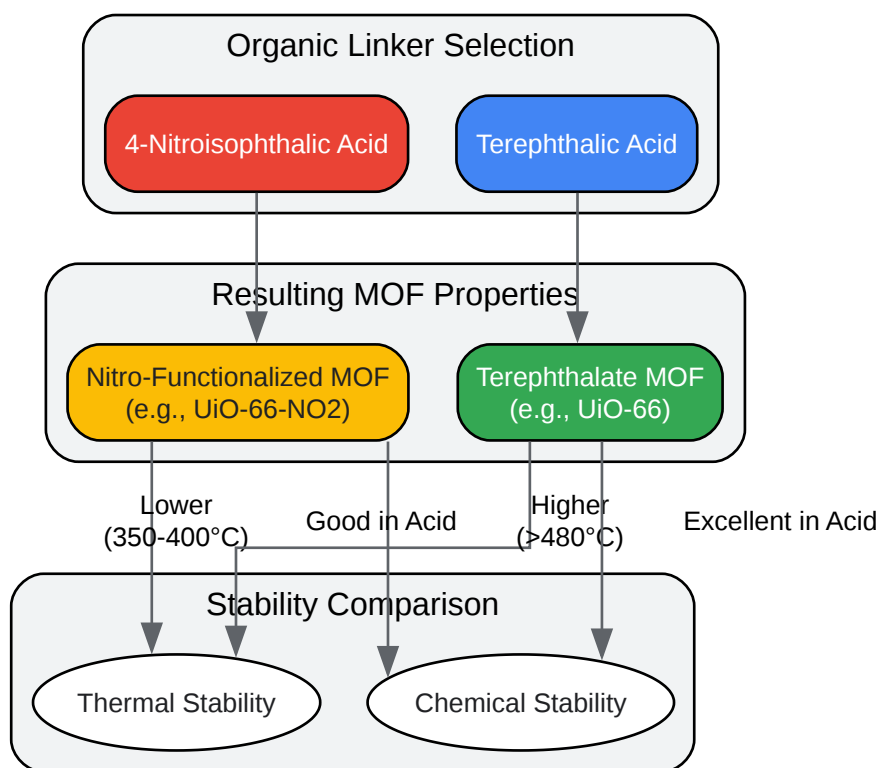 Organic Linker Selection
4-Nitroisophthalic Acid
Terephthalic Acid
Resulting MOF Properties
Nitro-Functionalized MOF
(e.g., UiO-66-NO2)
Terephthalate MOF
(e.g., UiO-66)
Lower
(350-400°C)
Good in Acid
Higher
(>480°C)
Excellent in Acid
Stability Comparison
Thermal Stability
Chemical Stability